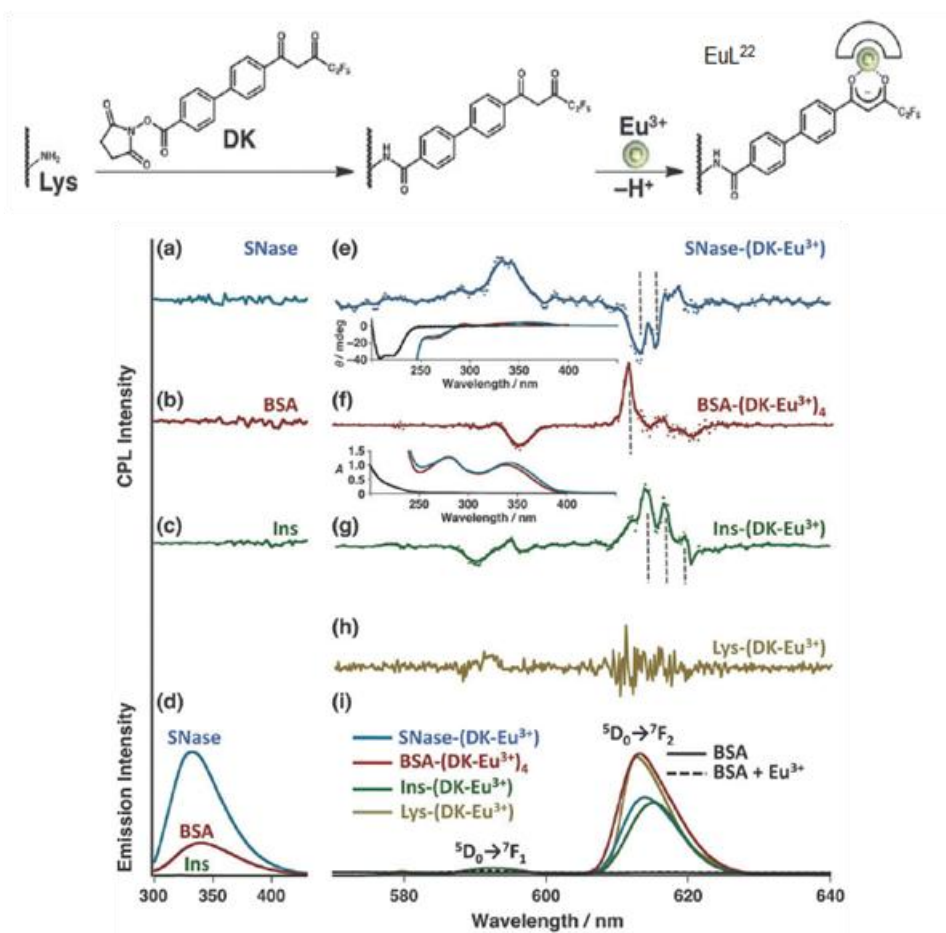 EuL²²
O O
C₂F₅
O
N–O
O
O
DK
NH₂
Lys
O O
C₂F₅
H
N
O
Eu³⁺
–H⁺
O O
–
C₂F₅
H
N
O
(a) SNase
(e) SNase-(DK-Eu³⁺)
θ / mdeg
0
−20
−40
250 300 350 400
Wavelength / nm
(b) BSA
(f) BSA-(DK-Eu³⁺)₄
CPL Intensity
A
1.5
1.0
0.5
0
250 300 350 400
Wavelength / nm
(c) Ins
(g) Ins-(DK-Eu³⁺)
(h) Lys-(DK-Eu³⁺)
(d)
SNase
BSA
Ins
Emission Intensity
(i)
SNase-(DK-Eu³⁺)
BSA-(DK-Eu³⁺)₄
Ins-(DK-Eu³⁺)
Lys-(DK-Eu³⁺)
⁵D₀→⁷F₂
BSA
BSA + Eu³⁺
⁵D₀→⁷F₁
300 350 400
580 600 620 640
Wavelength / nm